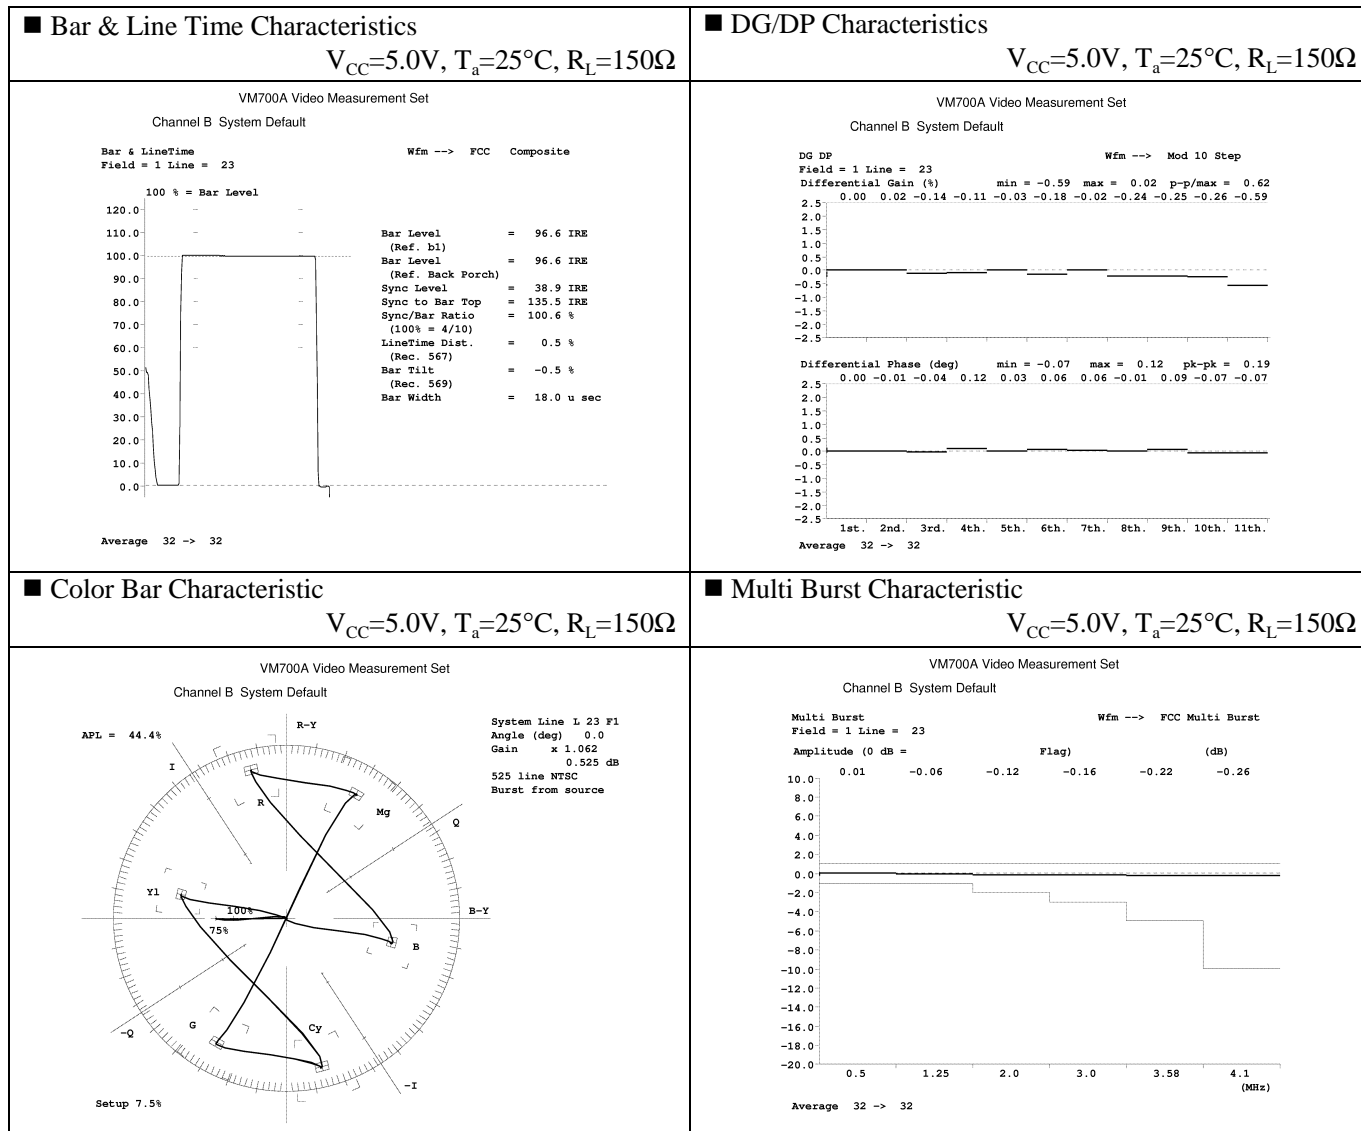 ■ Bar & Line Time Characteristics
V_CC=5.0V, T_a=25°C, R_L=150Ω
VM700A Video Measurement Set
Channel B System Default
Bar & LineTime
Wfm --> FCC Composite
Field = 1 Line = 23
100 % = Bar Level
120.0
110.0
100.0
90.0
80.0
70.0
60.0
50.0
40.0
30.0
20.0
10.0
0.0
Bar Level = 96.6 IRE
(Ref. b1)
Bar Level = 96.6 IRE
(Ref. Back Porch)
Sync Level = 38.9 IRE
Sync to Bar Top = 135.5 IRE
Sync/Bar Ratio = 100.6 %
(100% = 4/10)
LineTime Dist. = 0.5 %
(Rec. 567)
Bar Tilt = -0.5 %
(Rec. 569)
Bar Width = 18.0 u sec
Average 32 -> 32
■ DG/DP Characteristics
V_CC=5.0V, T_a=25°C, R_L=150Ω
VM700A Video Measurement Set
Channel B System Default
DG DP
Wfm --> Mod 10 Step
Field = 1 Line = 23
Differential Gain (%) min = -0.59 max = 0.02 p-p/max = 0.62
0.00 0.02 -0.14 -0.11 -0.03 -0.18 -0.02 -0.24 -0.25 -0.26 -0.59
2.5
2.0
1.5
1.0
0.5
0.0
-0.5
-1.0
-1.5
-2.0
-2.5
Differential Phase (deg) min = -0.07 max = 0.12 pk-pk = 0.19
0.00 -0.01 -0.04 0.12 0.03 0.06 0.06 -0.01 0.09 -0.07 -0.07
2.5
2.0
1.5
1.0
0.5
0.0
-0.5
-1.0
-1.5
-2.0
-2.5
1st. 2nd. 3rd. 4th. 5th. 6th. 7th. 8th. 9th. 10th. 11th.
Average 32 -> 32
■ Color Bar Characteristic
V_CC=5.0V, T_a=25°C, R_L=150Ω
VM700A Video Measurement Set
Channel B System Default
APL = 44.4%
System Line L 23 F1
Angle (deg) 0.0
Gain x 1.062
0.525 dB
525 line NTSC
Burst from source
R-Y
I
R
Mg
Q
Yl
100%
75%
B-Y
B
G
Cy
-Q
-I
Setup 7.5%
■ Multi Burst Characteristic
V_CC=5.0V, T_a=25°C, R_L=150Ω
VM700A Video Measurement Set
Channel B System Default
Multi Burst
Wfm --> FCC Multi Burst
Field = 1 Line = 23
Amplitude (0 dB = Flag) (dB)
0.01 -0.06 -0.12 -0.16 -0.22 -0.26
10.0
8.0
6.0
4.0
2.0
0.0
-2.0
-4.0
-6.0
-8.0
-10.0
-12.0
-14.0
-16.0
-18.0
-20.0
0.5 1.25 2.0 3.0 3.58 4.1
(MHz)
Average 32 -> 32